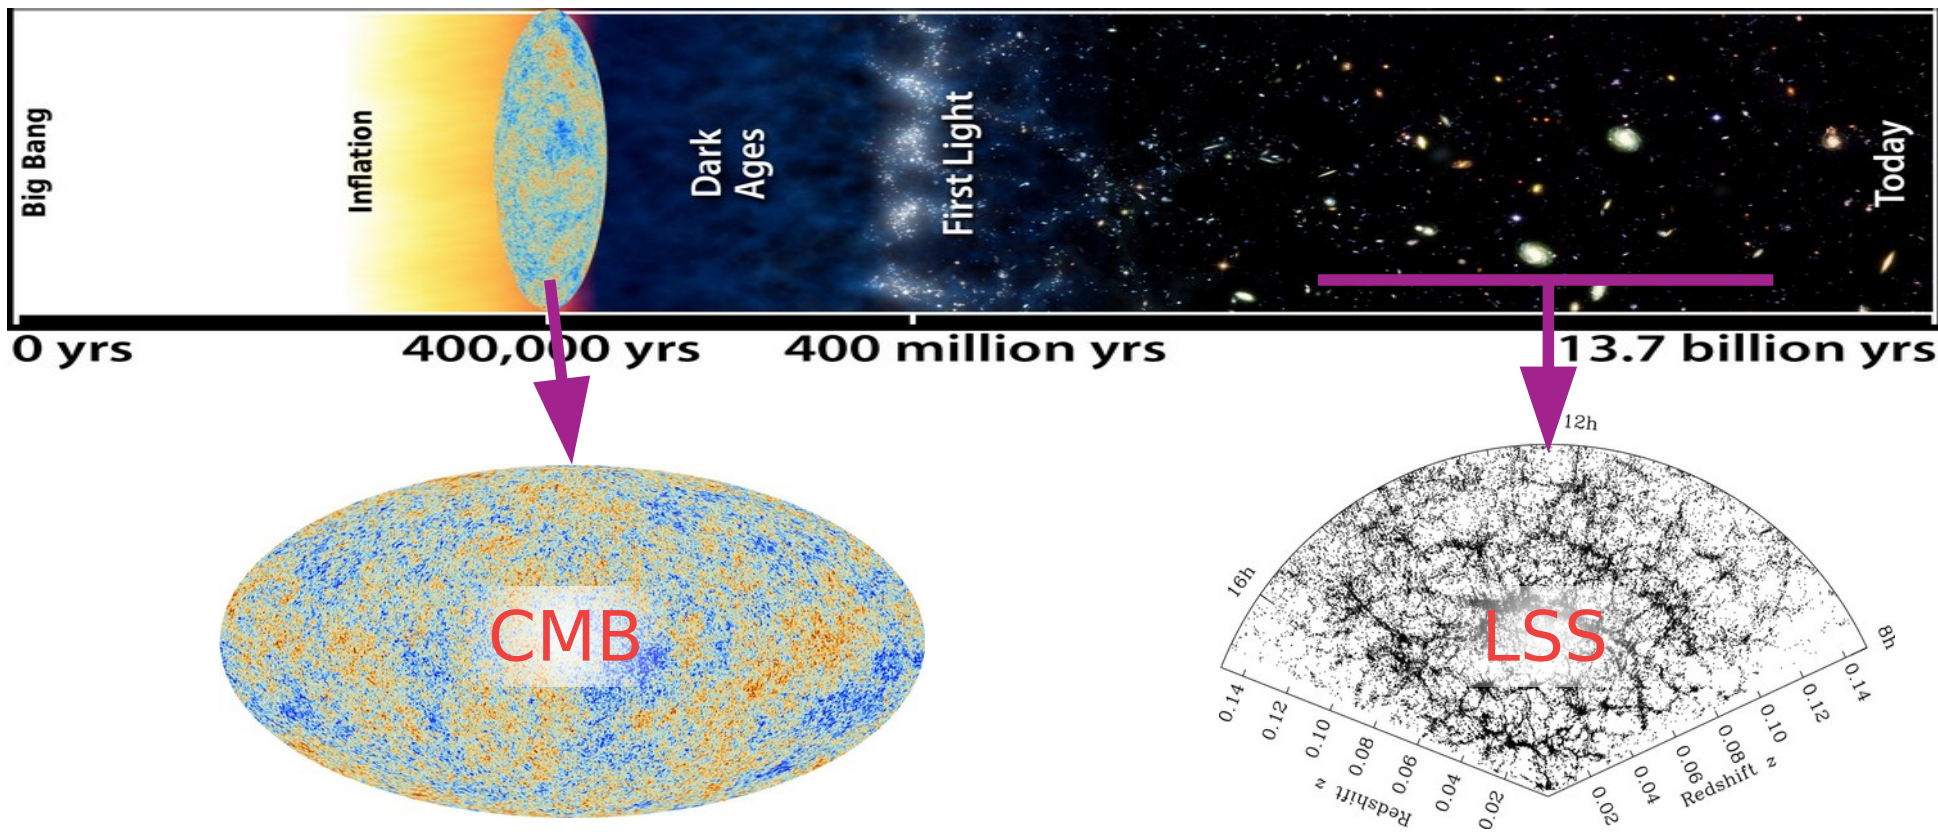 Big Bang
Inflation
Dark
Ages
First Light
Today
0 yrs
400,000 yrs
400 million yrs
13.7 billion yrs
CMB
12h
16h
8h
LSS
0.14
0.12
0.10
0.08
0.06
0.04
0.02
Redshift z
0.02
0.04
0.06
0.08
0.10
0.12
0.14
Redshift z